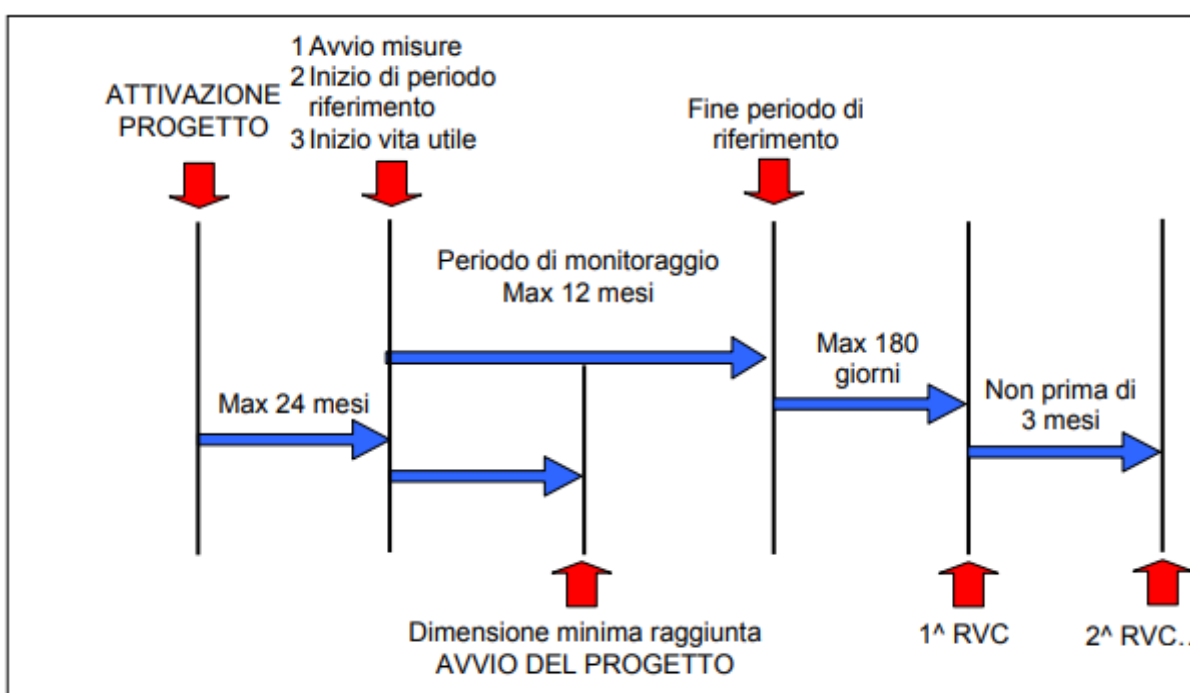 ATTIVAZIONE
PROGETTO
1 Avvio misure
2 Inizio di periodo
riferimento
3 Inizio vita utile
Fine periodo di
riferimento
Periodo di monitoraggio
Max 12 mesi
Max 180
giorni
Non prima di
3 mesi
Max 24 mesi
Dimensione minima raggiunta
AVVIO DEL PROGETTO
1^ RVC
2^ RVC..